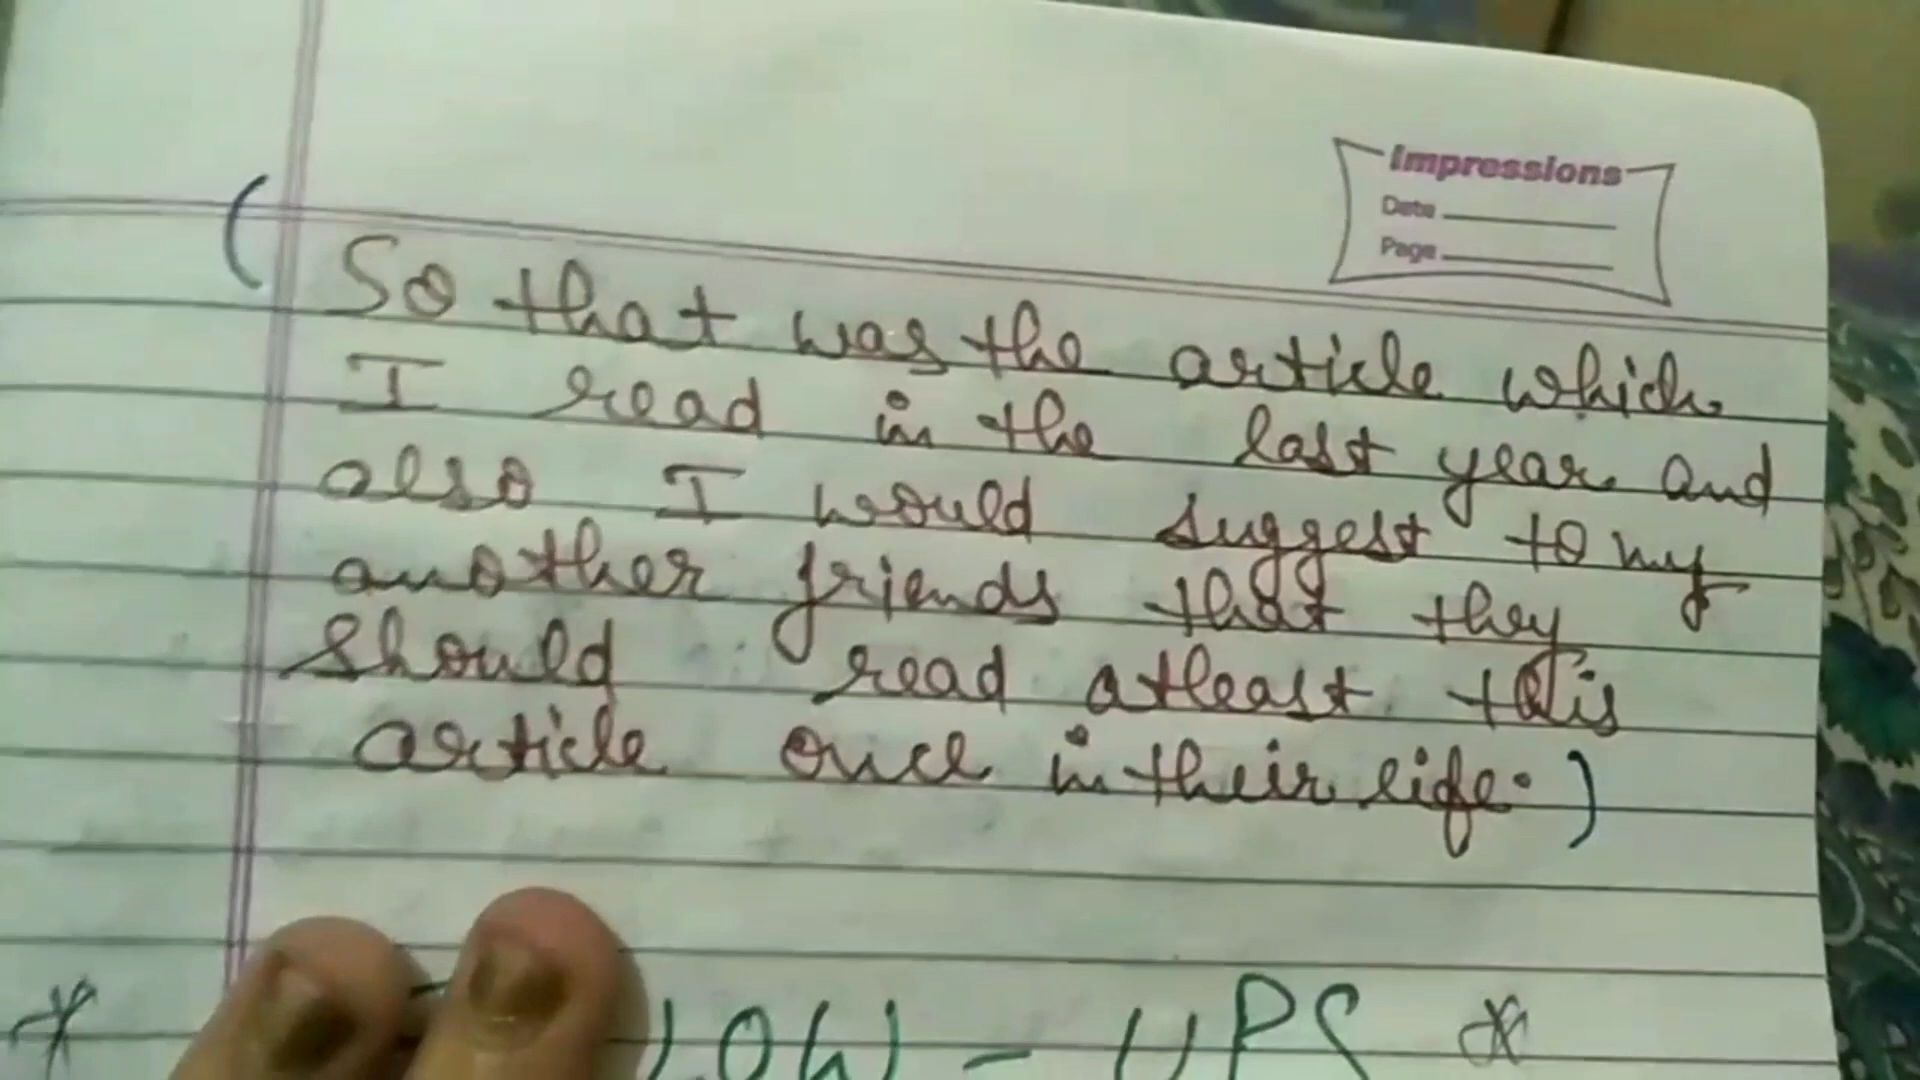 Impressions
Date
Page
(So that was the article which
I read in the last year. and
also I would suggest to my
another friends that they
should read atleast this
article once in their life.)
* LOW-UPS *